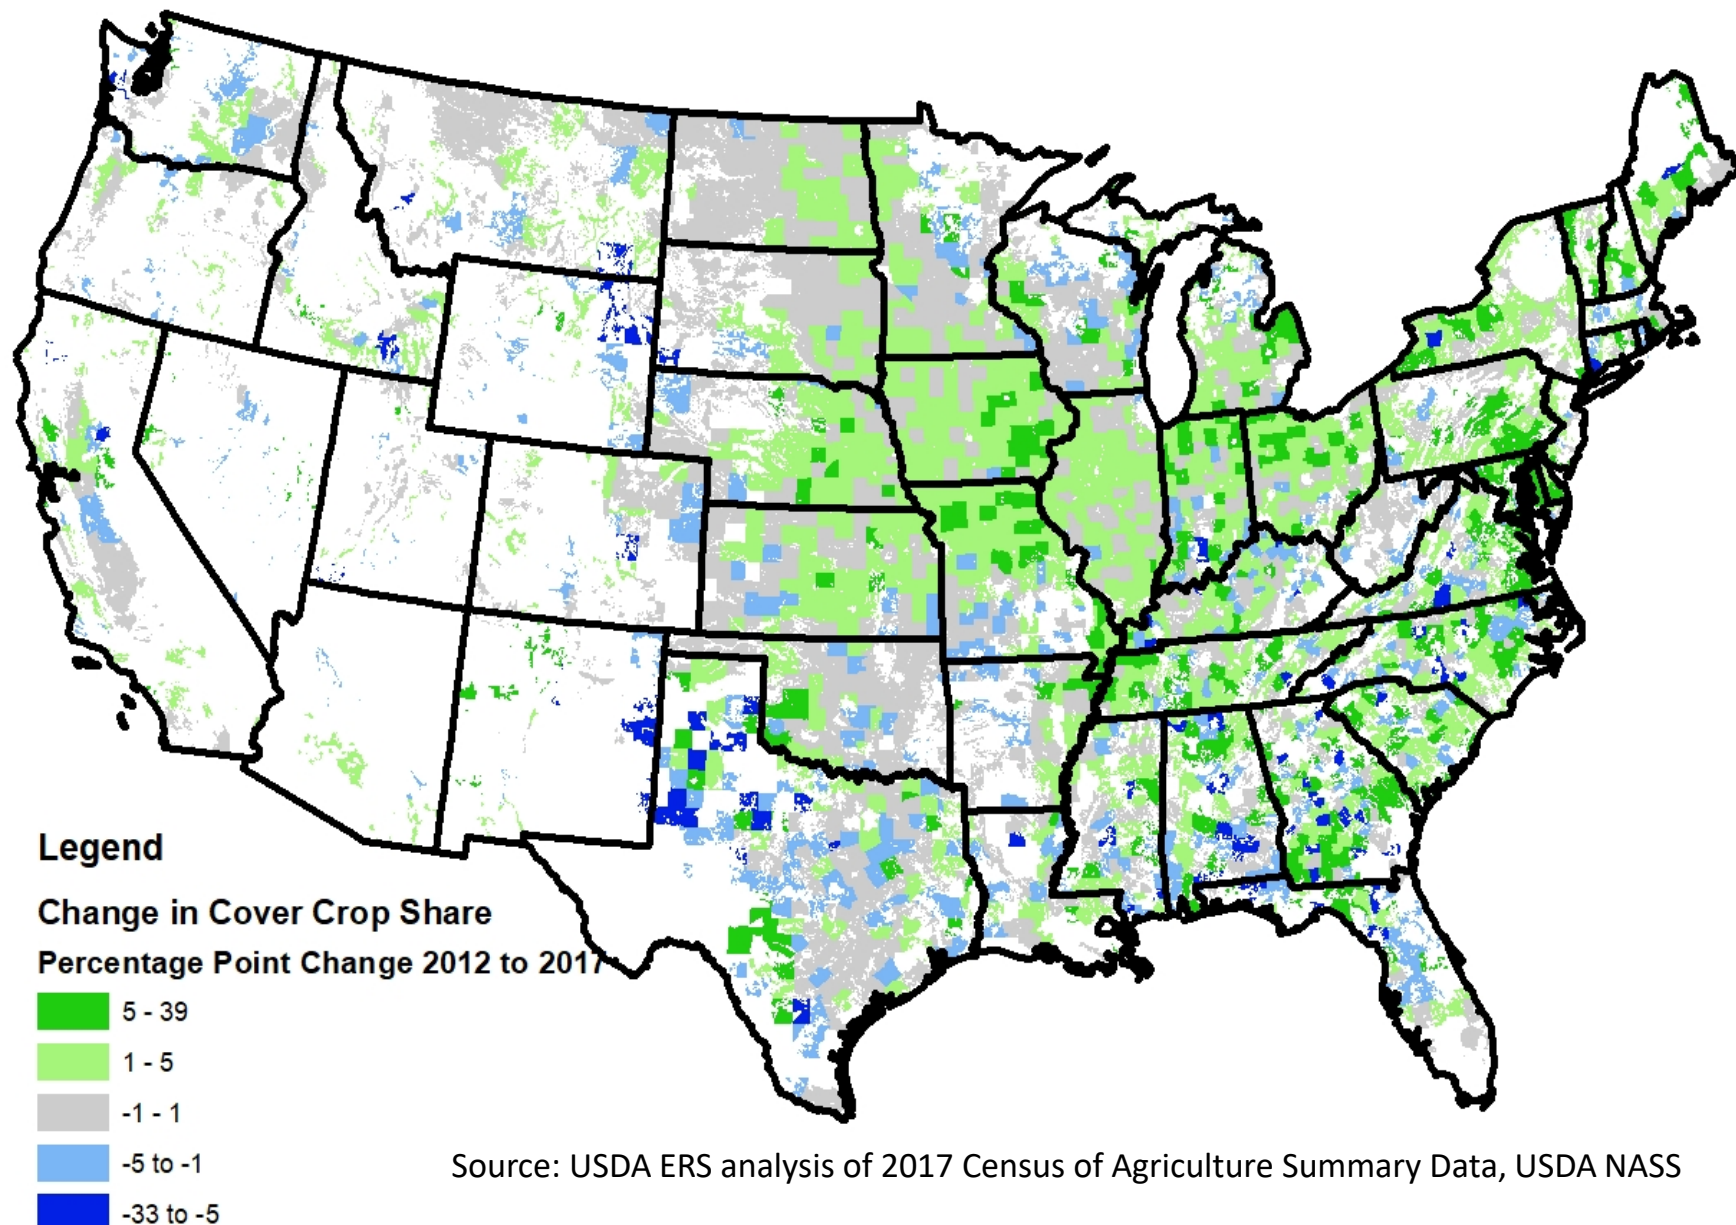 Legend
Change in Cover Crop Share
Percentage Point Change 2012 to 2017
5 - 39
1 - 5
-1 - 1
-5 to -1
-33 to -5
Source: USDA ERS analysis of 2017 Census of Agriculture Summary Data, USDA NASS